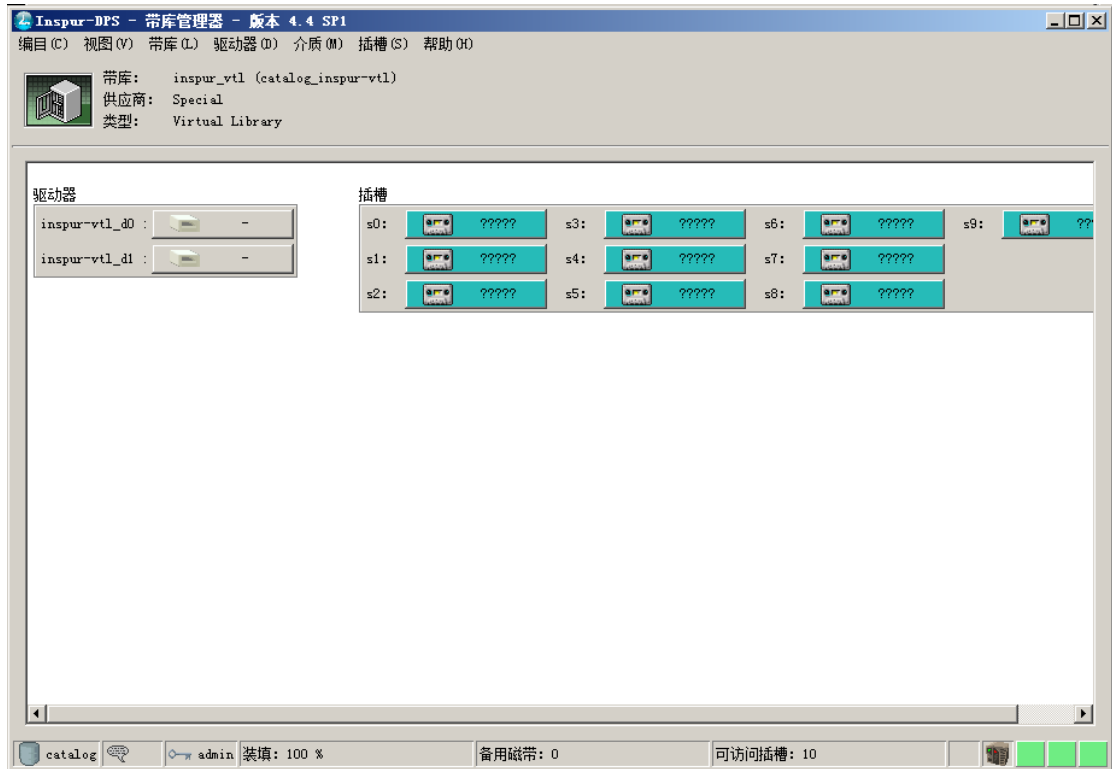 Inspur-DPS - 带库管理器 - 版本 4.4 SP1
编目(C) 视图(V) 带库(L) 驱动器(D) 介质(M) 插槽(S) 帮助(H)
带库: inspur_vtl (catalog_inspur-vtl)
供应商: Special
类型: Virtual Library
驱动器 插槽
inspur-vtl_d0 : - s0: ????? s3: ????? s6: ????? s9: ??
inspur-vtl_d1 : - s1: ????? s4: ????? s7: ?????
s2: ????? s5: ????? s8: ?????
catalog admin 装填: 100 % 备用磁带: 0 可访问插槽: 10